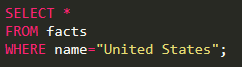 SELECT *
FROM facts
WHERE name="United States";